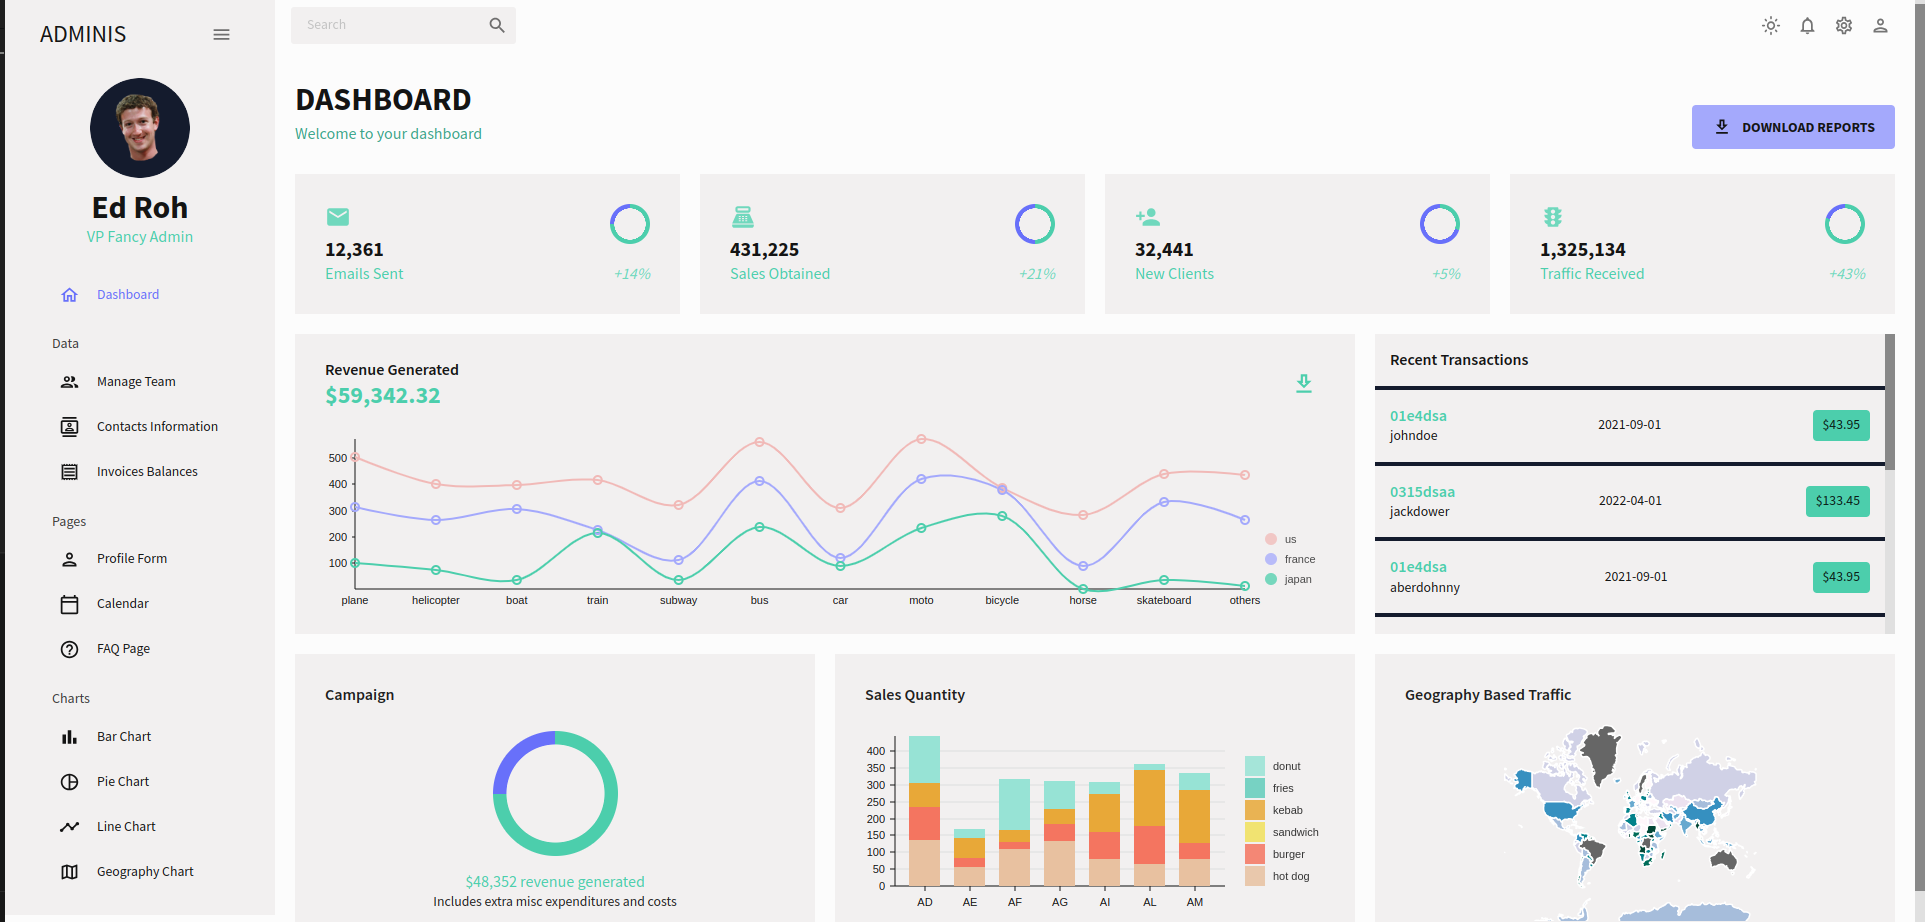 ADMINIS
Search
Ed Roh
VP Fancy Admin
Dashboard
Data
Manage Team
Contacts Information
Invoices Balances
Pages
Profile Form
Calendar
FAQ Page
Charts
Bar Chart
Pie Chart
Line Chart
Geography Chart
DASHBOARD
Welcome to your dashboard
DOWNLOAD REPORTS
12,361
Emails Sent
+14%
431,225
Sales Obtained
+21%
32,441
New Clients
+5%
1,325,134
Traffic Received
+43%
Revenue Generated
$59,342.32
500
400
300
200
100
plane helicopter boat train subway bus car moto bicycle horse skateboard others
us
france
japan
Recent Transactions
01e4dsa
johndoe
2021-09-01
$43.95
0315dsaa
jackdower
2022-04-01
$133.45
01e4dsa
aberdohnny
2021-09-01
$43.95
Campaign
$48,352 revenue generated
Includes extra misc expenditures and costs
Sales Quantity
400
350
300
250
200
150
100
50
0
AD AE AF AG AI AL AM
donut
fries
kebab
sandwich
burger
hot dog
Geography Based Traffic